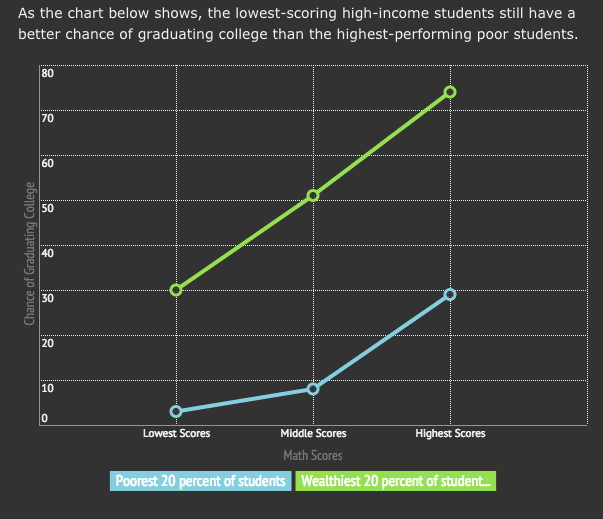 As the chart below shows, the lowest-scoring high-income students still have a
better chance of graduating college than the highest-performing poor students.
80
70
60
50
40
30
20
10
0
Chance of Graduating College
Lowest Scores Middle Scores Highest Scores
Math Scores
Poorest 20 percent of students Wealthiest 20 percent of student...